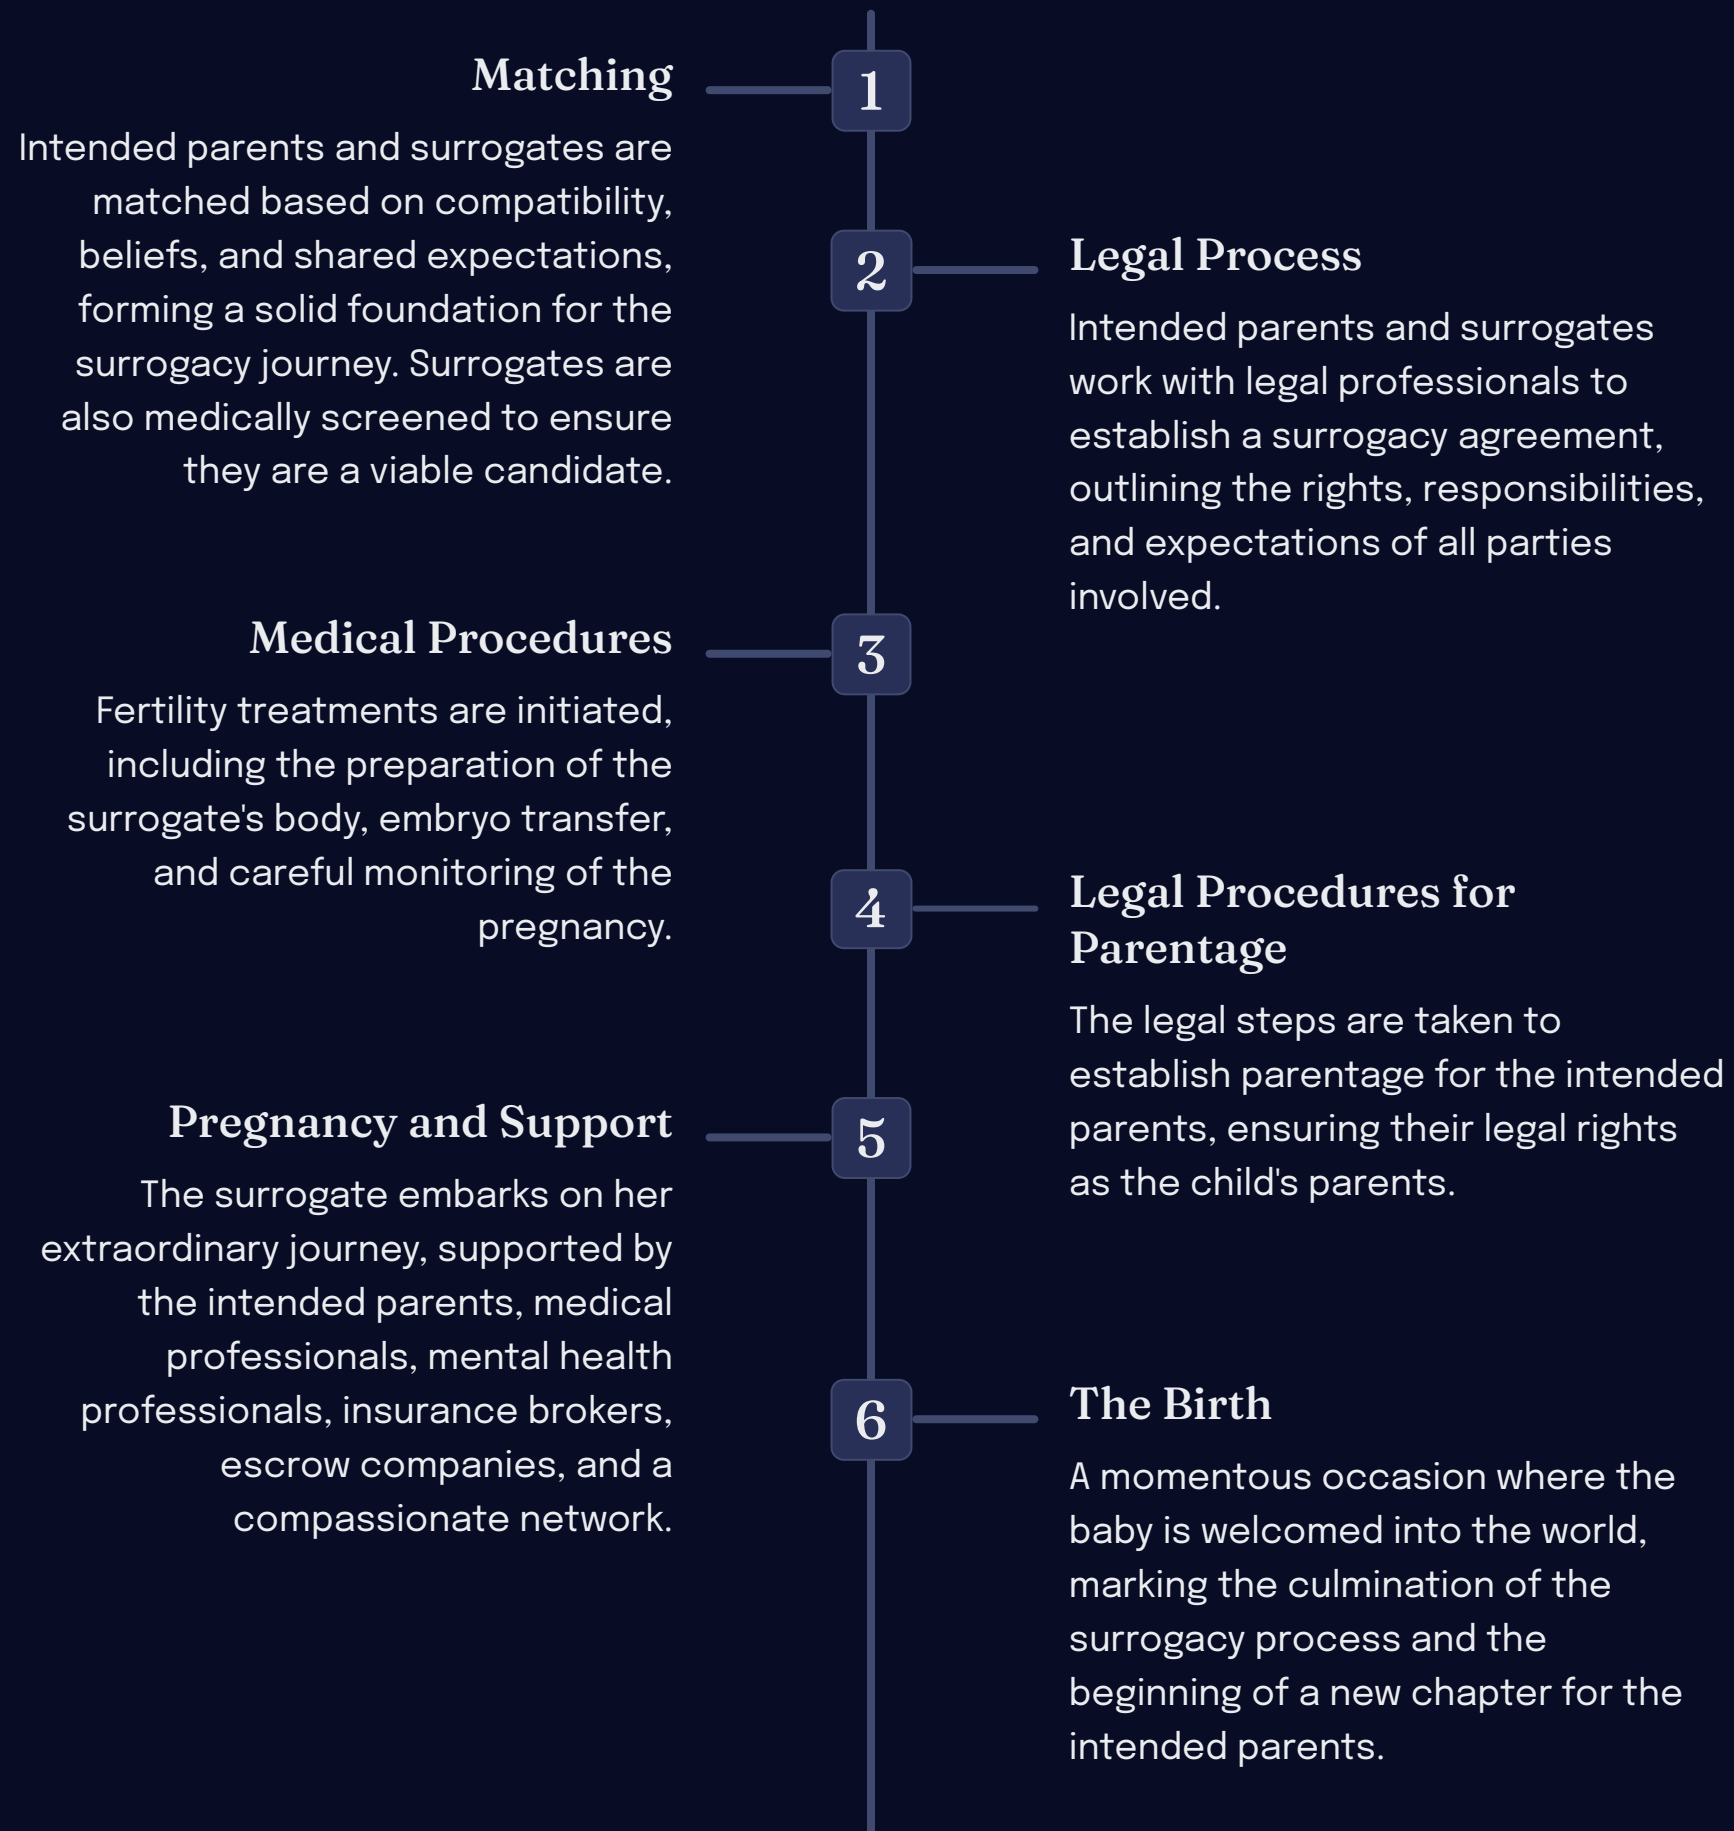 1
Matching
Intended parents and surrogates are
matched based on compatibility,
beliefs, and shared expectations,
forming a solid foundation for the
surrogacy journey. Surrogates are
also medically screened to ensure
they are a viable candidate.
2
Legal Process
Intended parents and surrogates
work with legal professionals to
establish a surrogacy agreement,
outlining the rights, responsibilities,
and expectations of all parties
involved.
3
Medical Procedures
Fertility treatments are initiated,
including the preparation of the
surrogate's body, embryo transfer,
and careful monitoring of the
pregnancy.
4
Legal Procedures for
Parentage
The legal steps are taken to
establish parentage for the intended
parents, ensuring their legal rights
as the child's parents.
5
Pregnancy and Support
The surrogate embarks on her
extraordinary journey, supported by
the intended parents, medical
professionals, mental health
professionals, insurance brokers,
escrow companies, and a
compassionate network.
6
The Birth
A momentous occasion where the
baby is welcomed into the world,
marking the culmination of the
surrogacy process and the
beginning of a new chapter for the
intended parents.